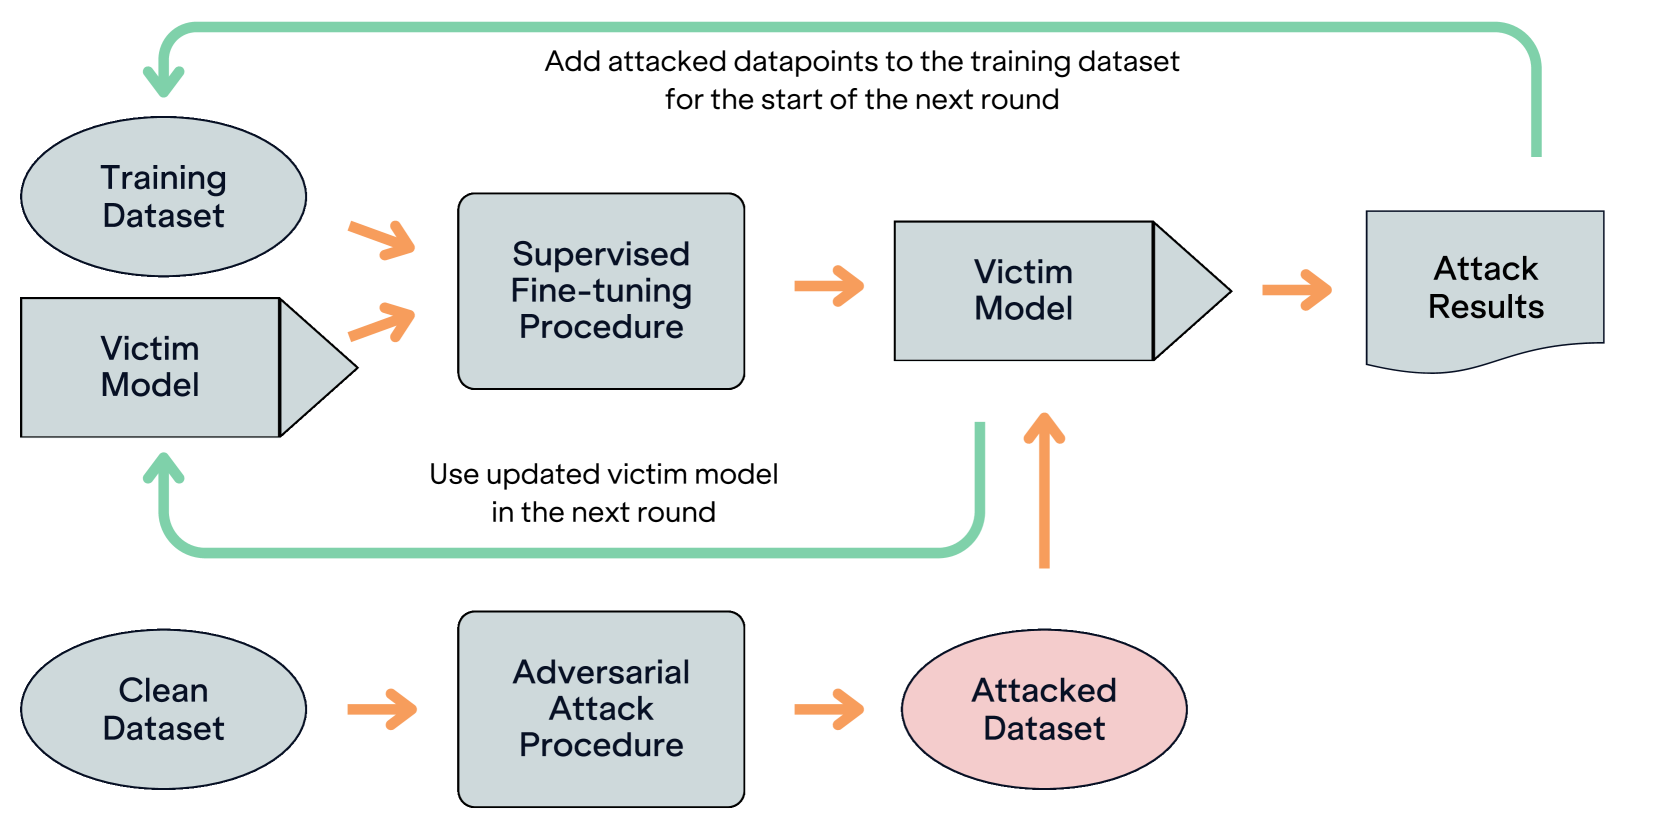 Add attacked datapoints to the training dataset
for the start of the next round
Training
Dataset
Supervised
Fine-tuning
Procedure
Victim
Model
Attack
Results
Victim
Model
Use updated victim model
in the next round
Clean
Dataset
Adversarial
Attack
Procedure
Attacked
Dataset